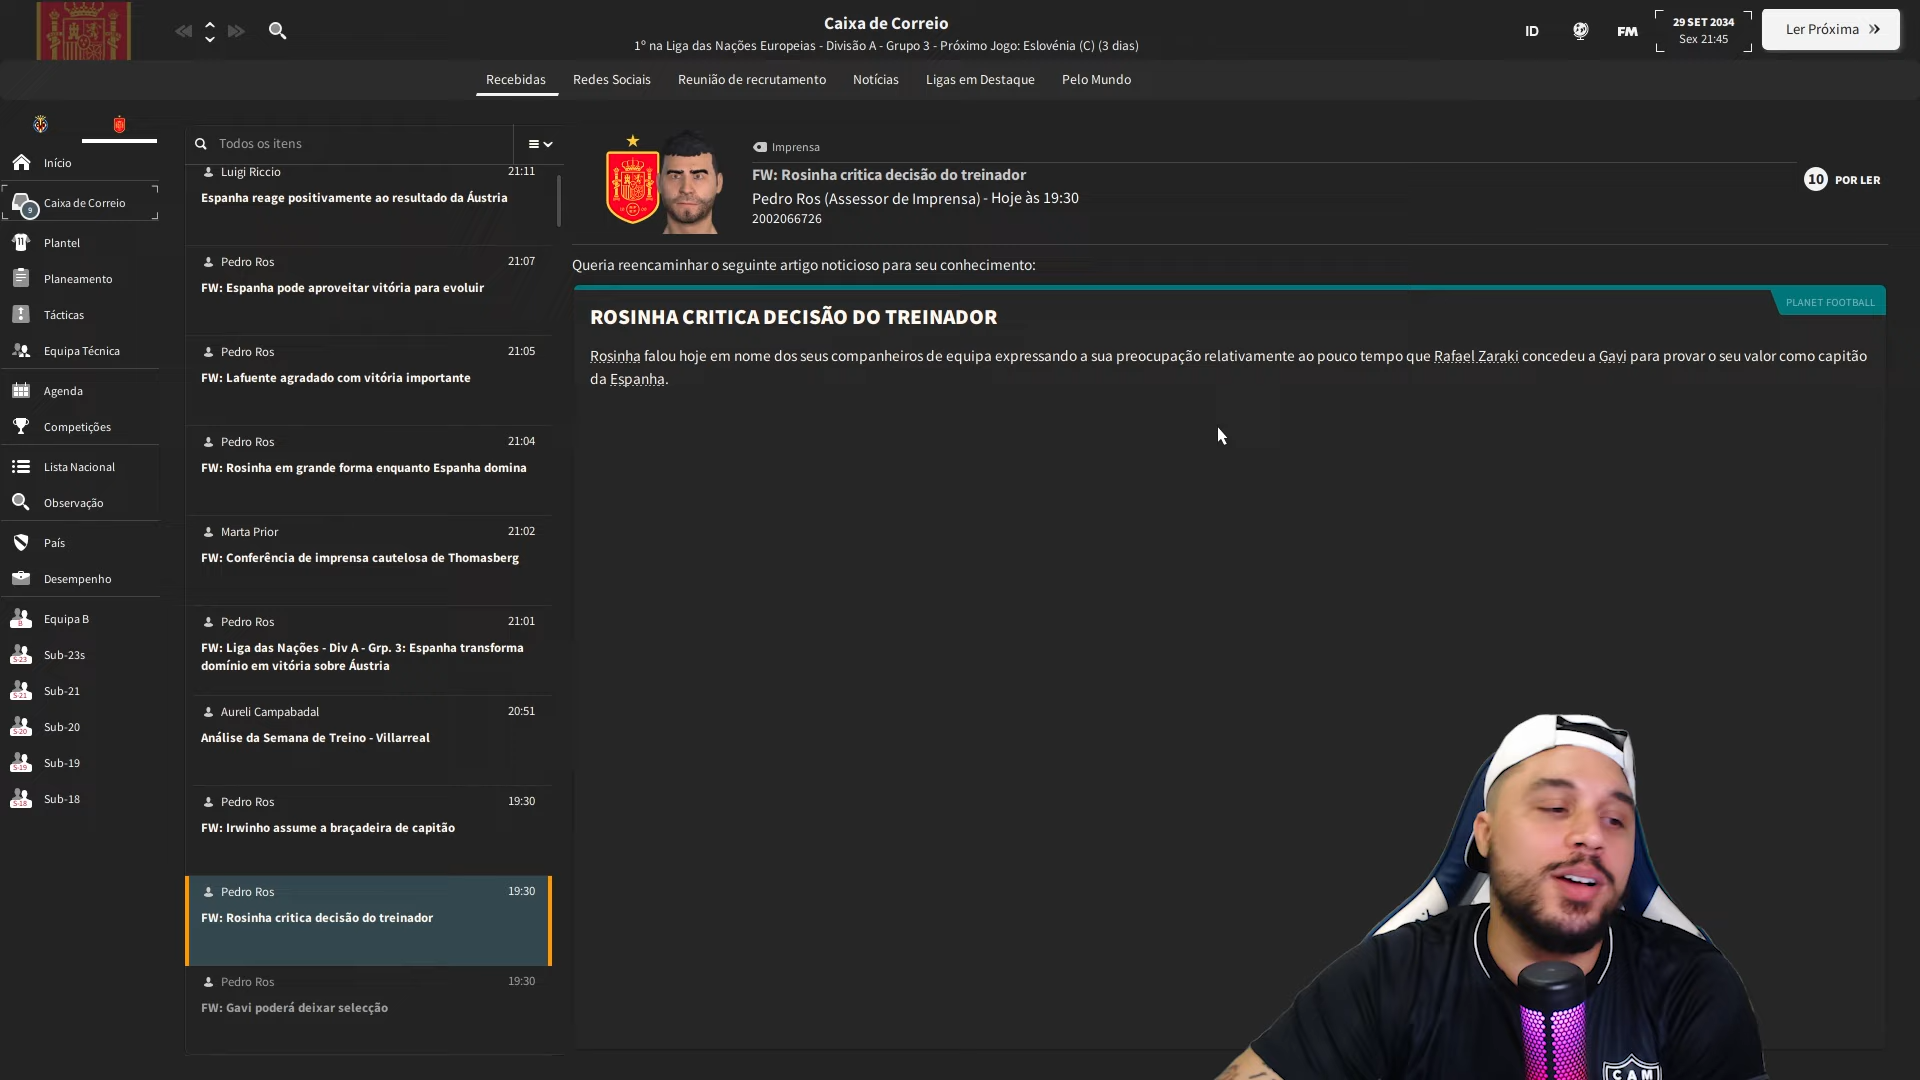 Caixa de Correio
1º na Liga das Nações Europeias - Divisão A - Grupo 3 - Próximo Jogo: Eslovénia (C) (3 dias)
ID
FM
29 SET 2034
Sex 21:45
Ler Próxima
Recebidas
Redes Sociais
Reunião de recrutamento
Notícias
Ligas em Destaque
Pelo Mundo
Início
Caixa de Correio
9
Plantel
Planeamento
Tácticas
Equipa Técnica
Agenda
Competições
Lista Nacional
Observação
País
Desempenho
B
Equipa B
S-23
Sub-23s
S-21
Sub-21
S-20
Sub-20
S-19
Sub-19
S-18
Sub-18
Todos os itens
Luigi Riccio 21:11
Espanha reage positivamente ao resultado da Áustria
Pedro Ros 21:07
FW: Espanha pode aproveitar vitória para evoluir
Pedro Ros 21:05
FW: Lafuente agradado com vitória importante
Pedro Ros 21:04
FW: Rosinha em grande forma enquanto Espanha domina
Marta Prior 21:02
FW: Conferência de imprensa cautelosa de Thomasberg
Pedro Ros 21:01
FW: Liga das Nações - Div A - Grp. 3: Espanha transforma
domínio em vitória sobre Áustria
Aureli Campabadal 20:51
Análise da Semana de Treino - Villarreal
Pedro Ros 19:30
FW: Irwinho assume a braçadeira de capitão
Pedro Ros 19:30
FW: Rosinha critica decisão do treinador
Pedro Ros 19:30
FW: Gavi poderá deixar selecção
Imprensa
FW: Rosinha critica decisão do treinador
Pedro Ros (Assessor de Imprensa) - Hoje às 19:30
2002066726
10 POR LER
Queria reencaminhar o seguinte artigo noticioso para seu conhecimento:
PLANET FOOTBALL
ROSINHA CRITICA DECISÃO DO TREINADOR
Rosinha falou hoje em nome dos seus companheiros de equipa expressando a sua preocupação relativamente ao pouco tempo que Rafael Zaraki concedeu a Gavi para provar o seu valor como capitão
da Espanha.
CAM